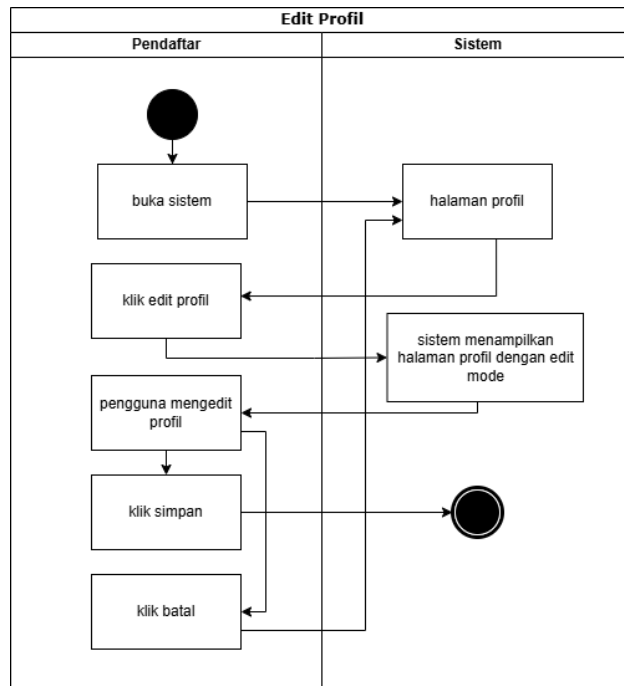 Edit Profil
Pendaftar
Sistem
buka sistem
halaman profil
klik edit profil
sistem menampilkan
halaman profil dengan edit
mode
pengguna mengedit
profil
klik simpan
klik batal